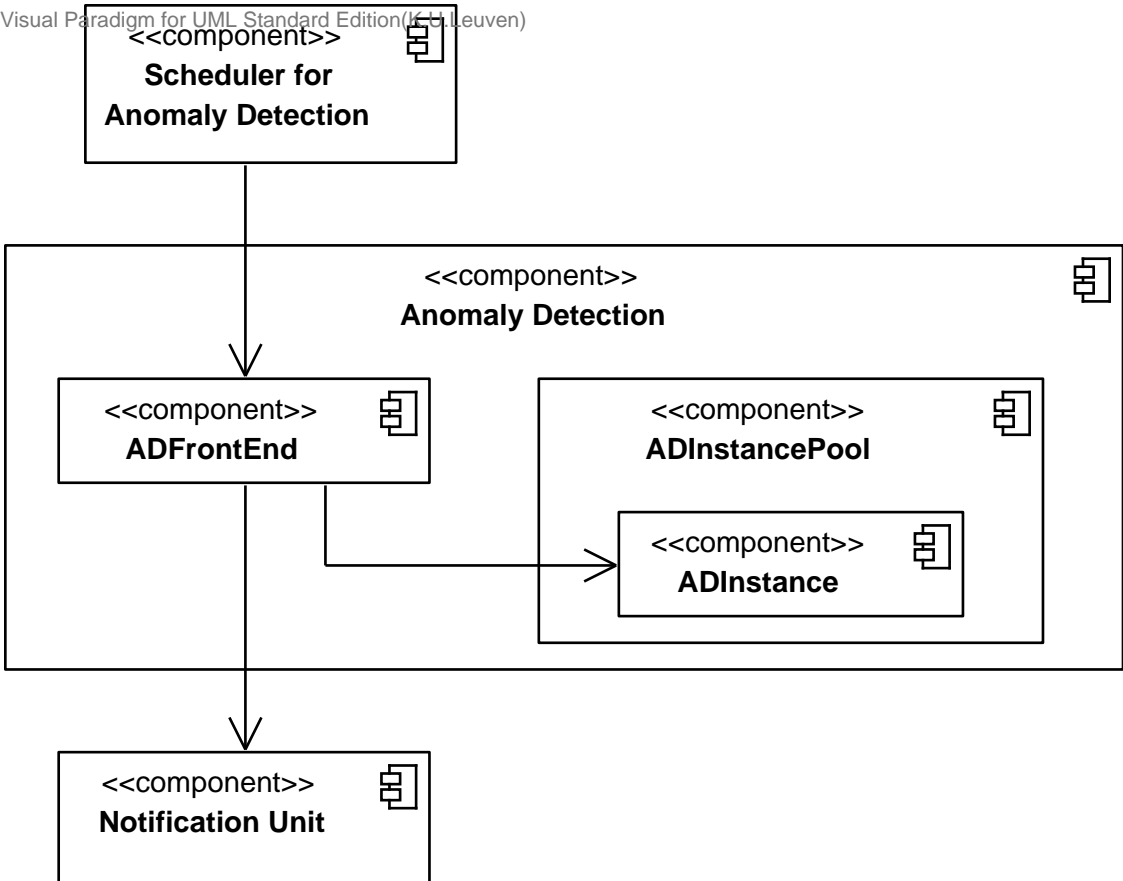 Visual Paradigm for UML Standard Edition(K.U.Leuven)
<<component>>
Scheduler for
Anomaly Detection
<<component>>
Anomaly Detection
<<component>>
ADFrontEnd
<<component>>
ADInstancePool
<<component>>
ADInstance
<<component>>
Notification Unit